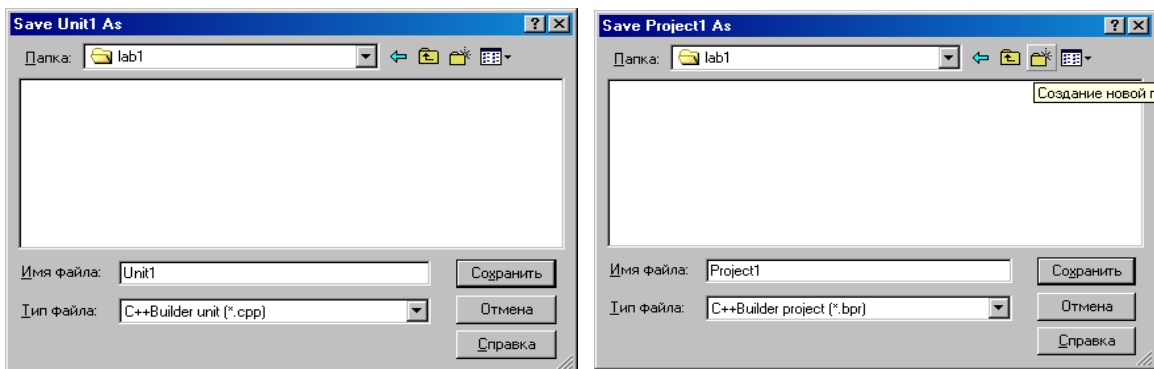 Save Unit1 As
Папка: lab1
Имя файла: Unit1
Сохранить
Тип файла: C++Builder unit (*.cpp)
Отмена
Справка
Save Project1 As
Папка: lab1
Создание новой п
Имя файла: Project1
Сохранить
Тип файла: C++Builder project (*.bpr)
Отмена
Справка